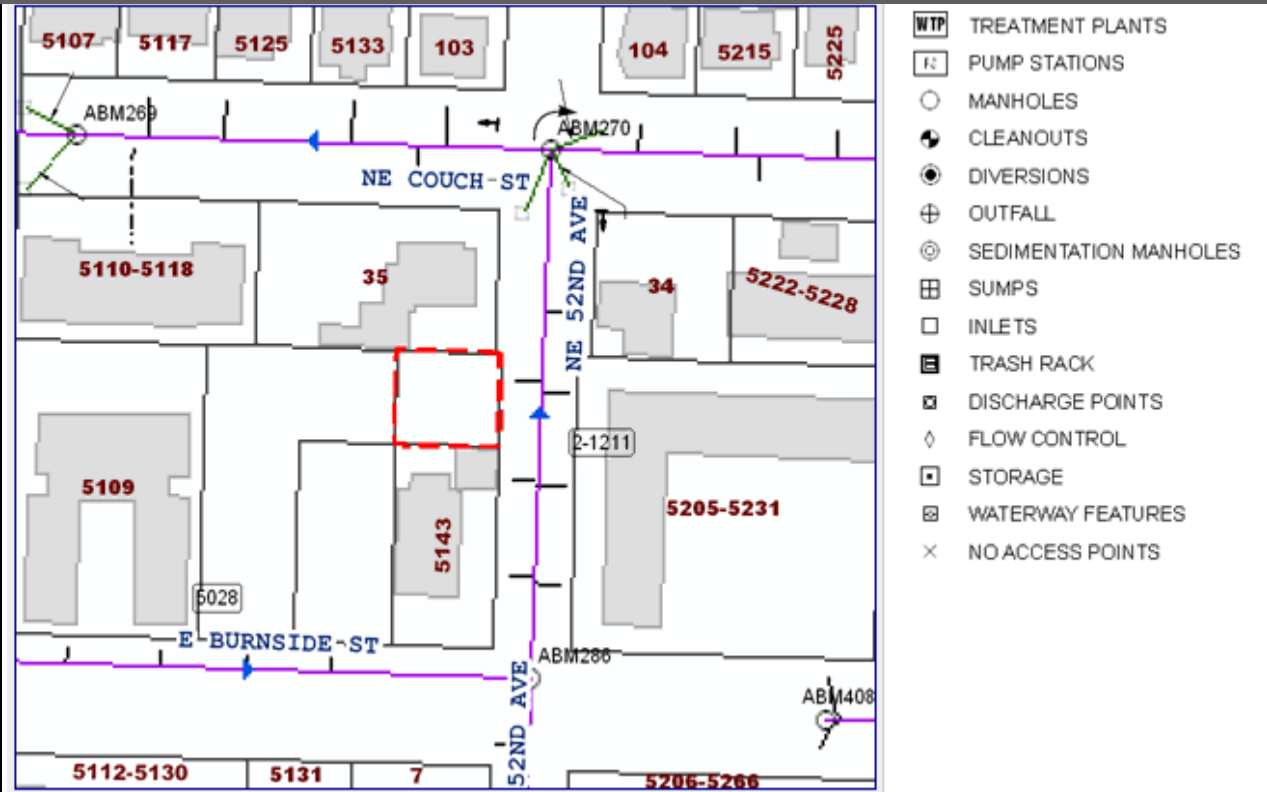 5107
5117
5125
5133
103
104
5215
5225
ABM269
ABM270
NE COUCH ST
NE 52ND AVE
5110-5118
35
34
5222-5228
2-1211
5109
5143
5205-5231
5028
E BURNSIDE ST
ABM286
52ND AVE
ABM408
5112-5130
5131
7
5206-5266
WTP TREATMENT PLANTS
PUMP STATIONS
MANHOLES
CLEANOUTS
DIVERSIONS
OUTFALL
SEDIMENTATION MANHOLES
SUMPS
INLETS
TRASH RACK
DISCHARGE POINTS
FLOW CONTROL
STORAGE
WATERWAY FEATURES
NO ACCESS POINTS